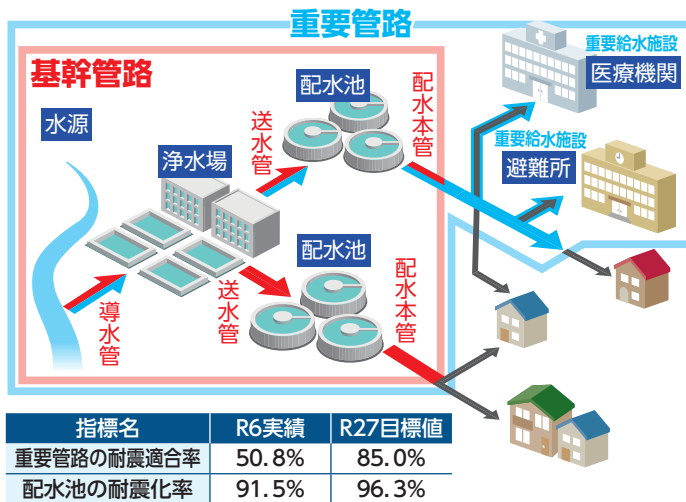 重要管路
基幹管路
水源
浄水場
導水管
送水管
配水池
配水本管
送水管
配水池
配水本管
重要給水施設
医療機関
重要給水施設
避難所
指標名 R6実績 R27目標値
重要管路の耐震適合率 50.8% 85.0%
配水池の耐震化率 91.5% 96.3%